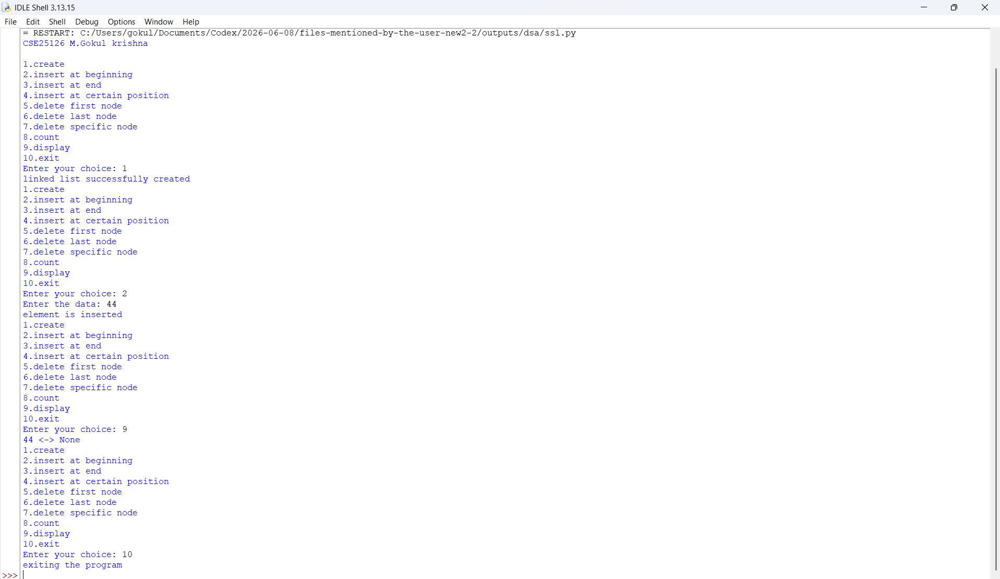 IDLE Shell 3.13.15
File Edit Shell Debug Options Window Help
= RESTART: C:/Users/gokul/Documents/Codex/2026-06-08/files-mentioned-by-the-user-new2-2/outputs/dsa/ssl.py
CSE25126 M.Gokul krishna
1.create
2.insert at beginning
3.insert at end
4.insert at certain position
5.delete first node
6.delete last node
7.delete specific node
8.count
9.display
10.exit
Enter your choice: 1
linked list successfully created
1.create
2.insert at beginning
3.insert at end
4.insert at certain position
5.delete first node
6.delete last node
7.delete specific node
8.count
9.display
10.exit
Enter your choice: 2
Enter the data: 44
element is inserted
1.create
2.insert at beginning
3.insert at end
4.insert at certain position
5.delete first node
6.delete last node
7.delete specific node
8.count
9.display
10.exit
Enter your choice: 9
44 <-> None
1.create
2.insert at beginning
3.insert at end
4.insert at certain position
5.delete first node
6.delete last node
7.delete specific node
8.count
9.display
10.exit
Enter your choice: 10
exiting the program
>>>